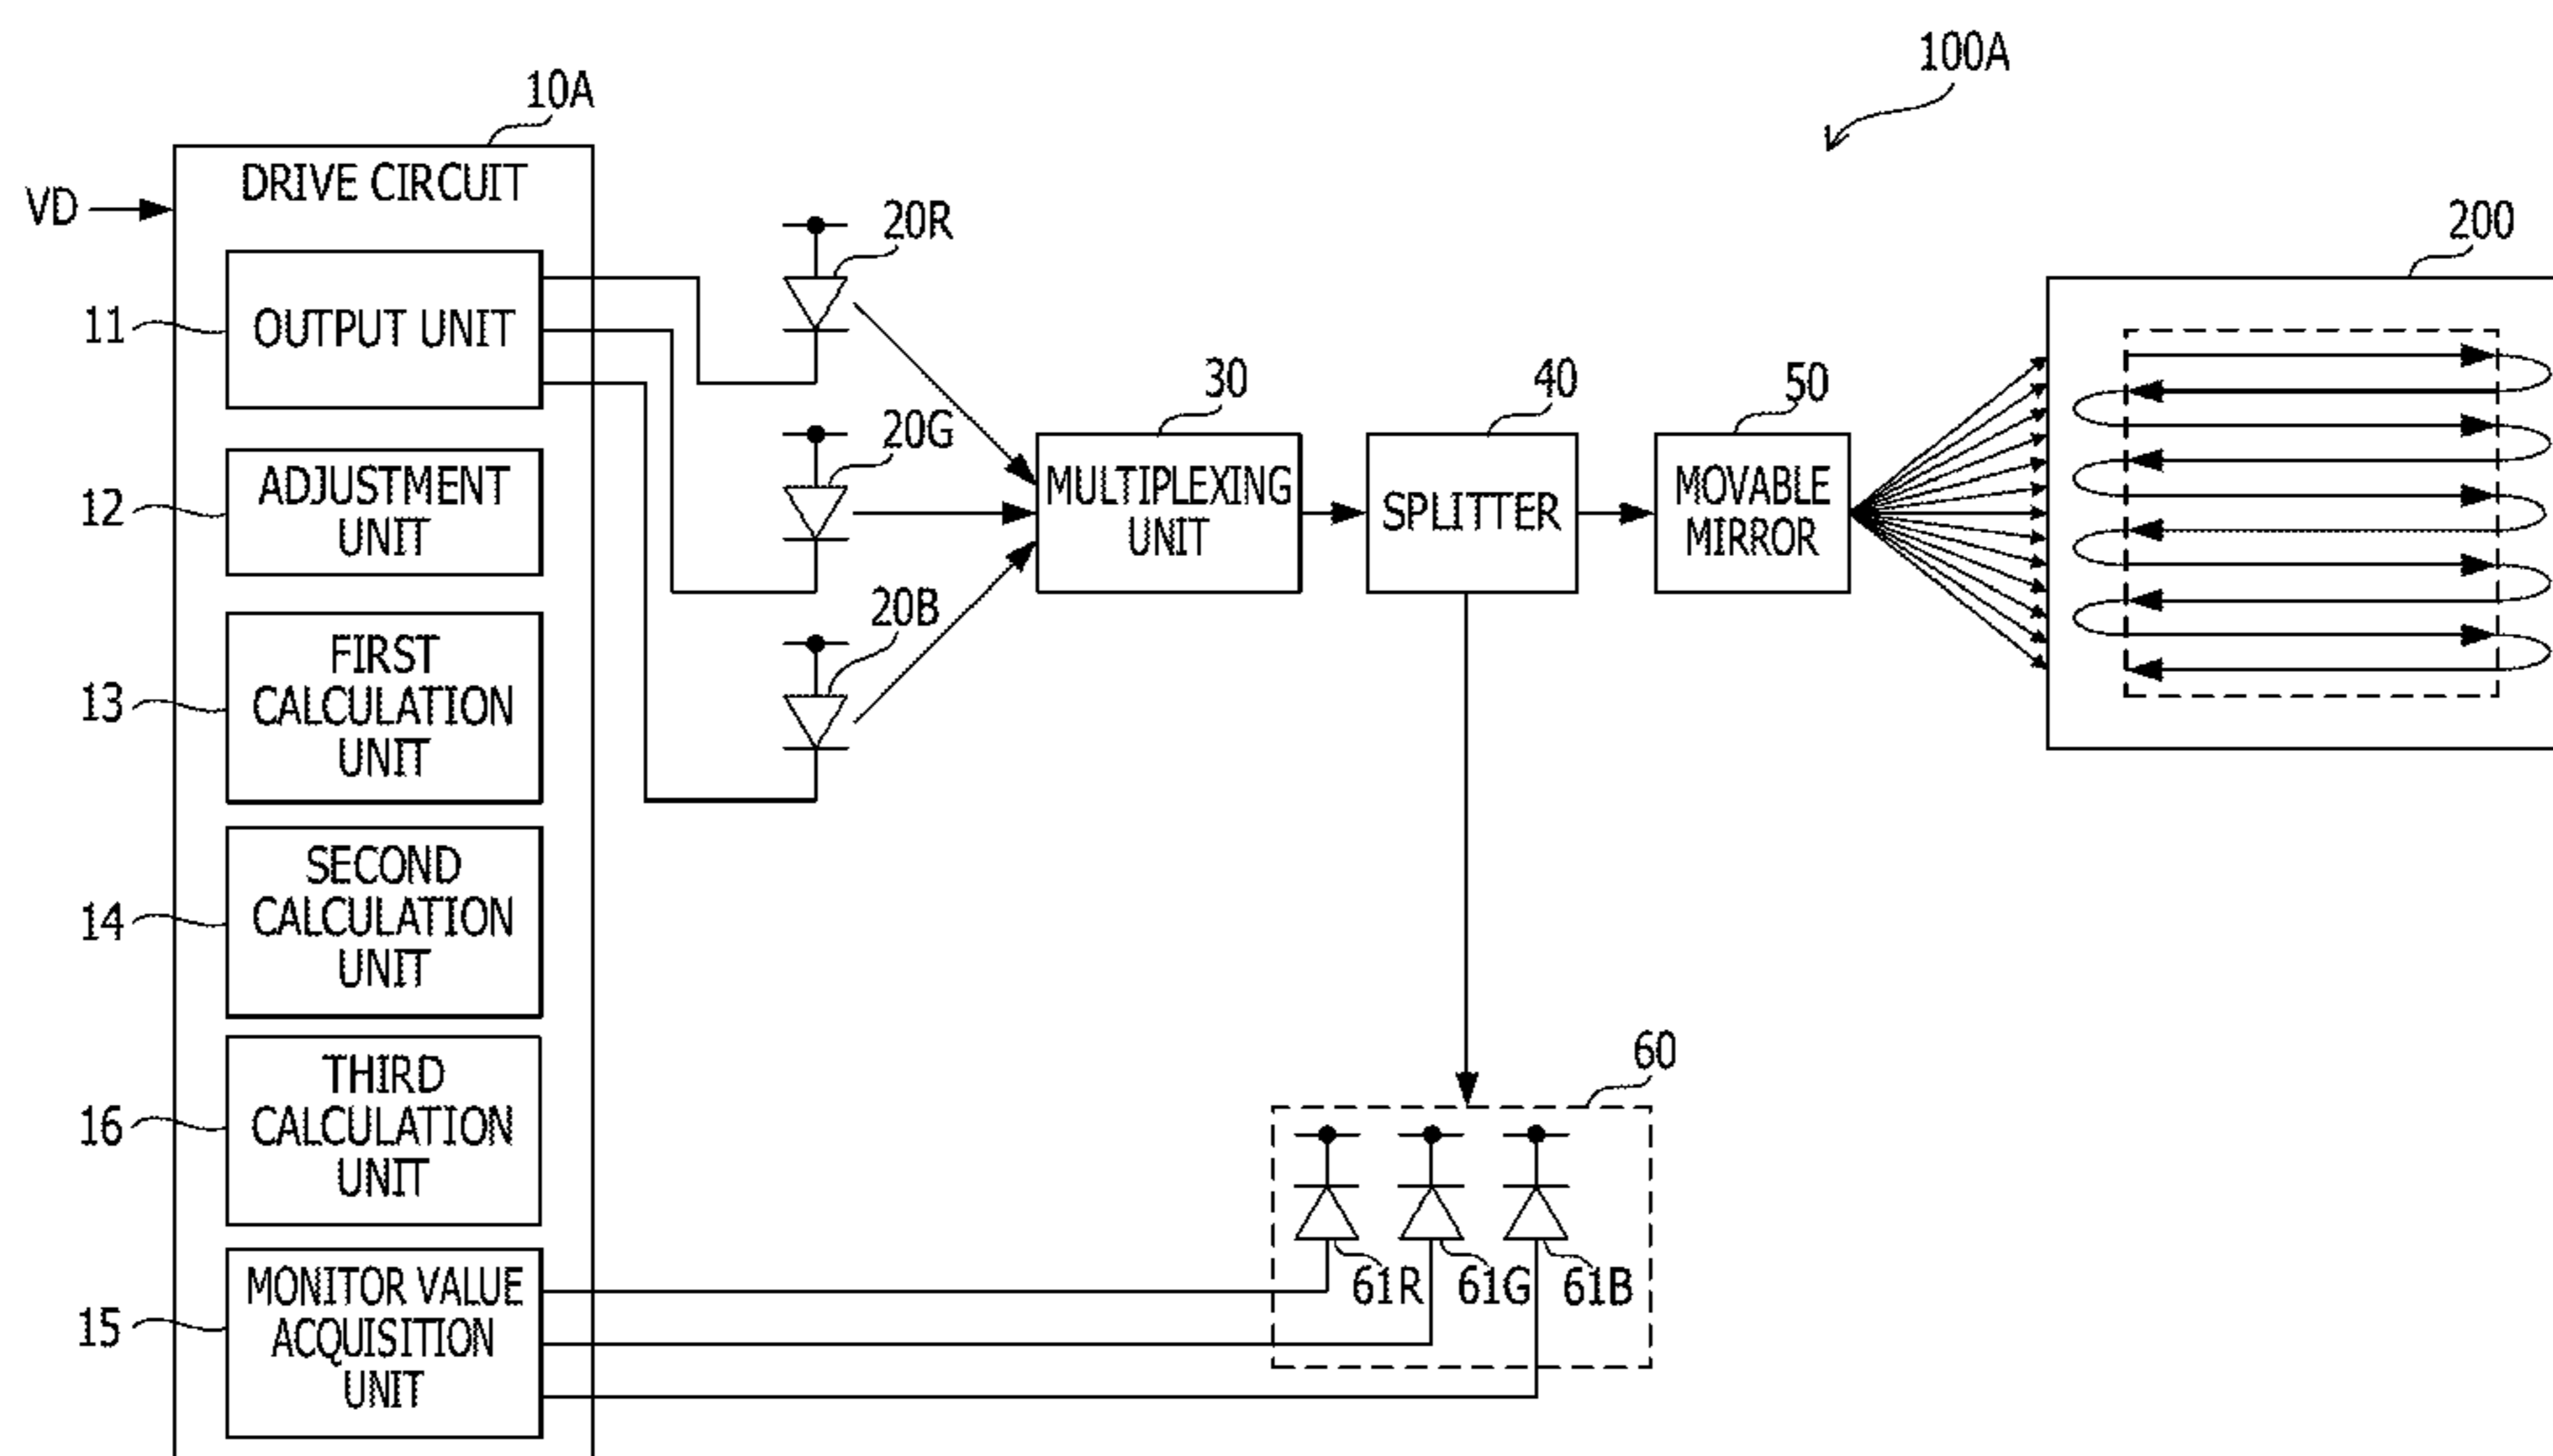 100A
10A
DRIVE CIRCUIT
VD
20R
200
OUTPUT UNIT
11
30
40
50
20G
ADJUSTMENT
UNIT
12
MULTIPLEXING
UNIT
SPLITTER
MOVABLE
MIRROR
20B
FIRST
CALCULATION
UNIT
13
SECOND
CALCULATION
UNIT
14
60
THIRD
CALCULATION
UNIT
16
61R
61G
61B
MONITOR VALUE
ACQUISITION
UNIT
15